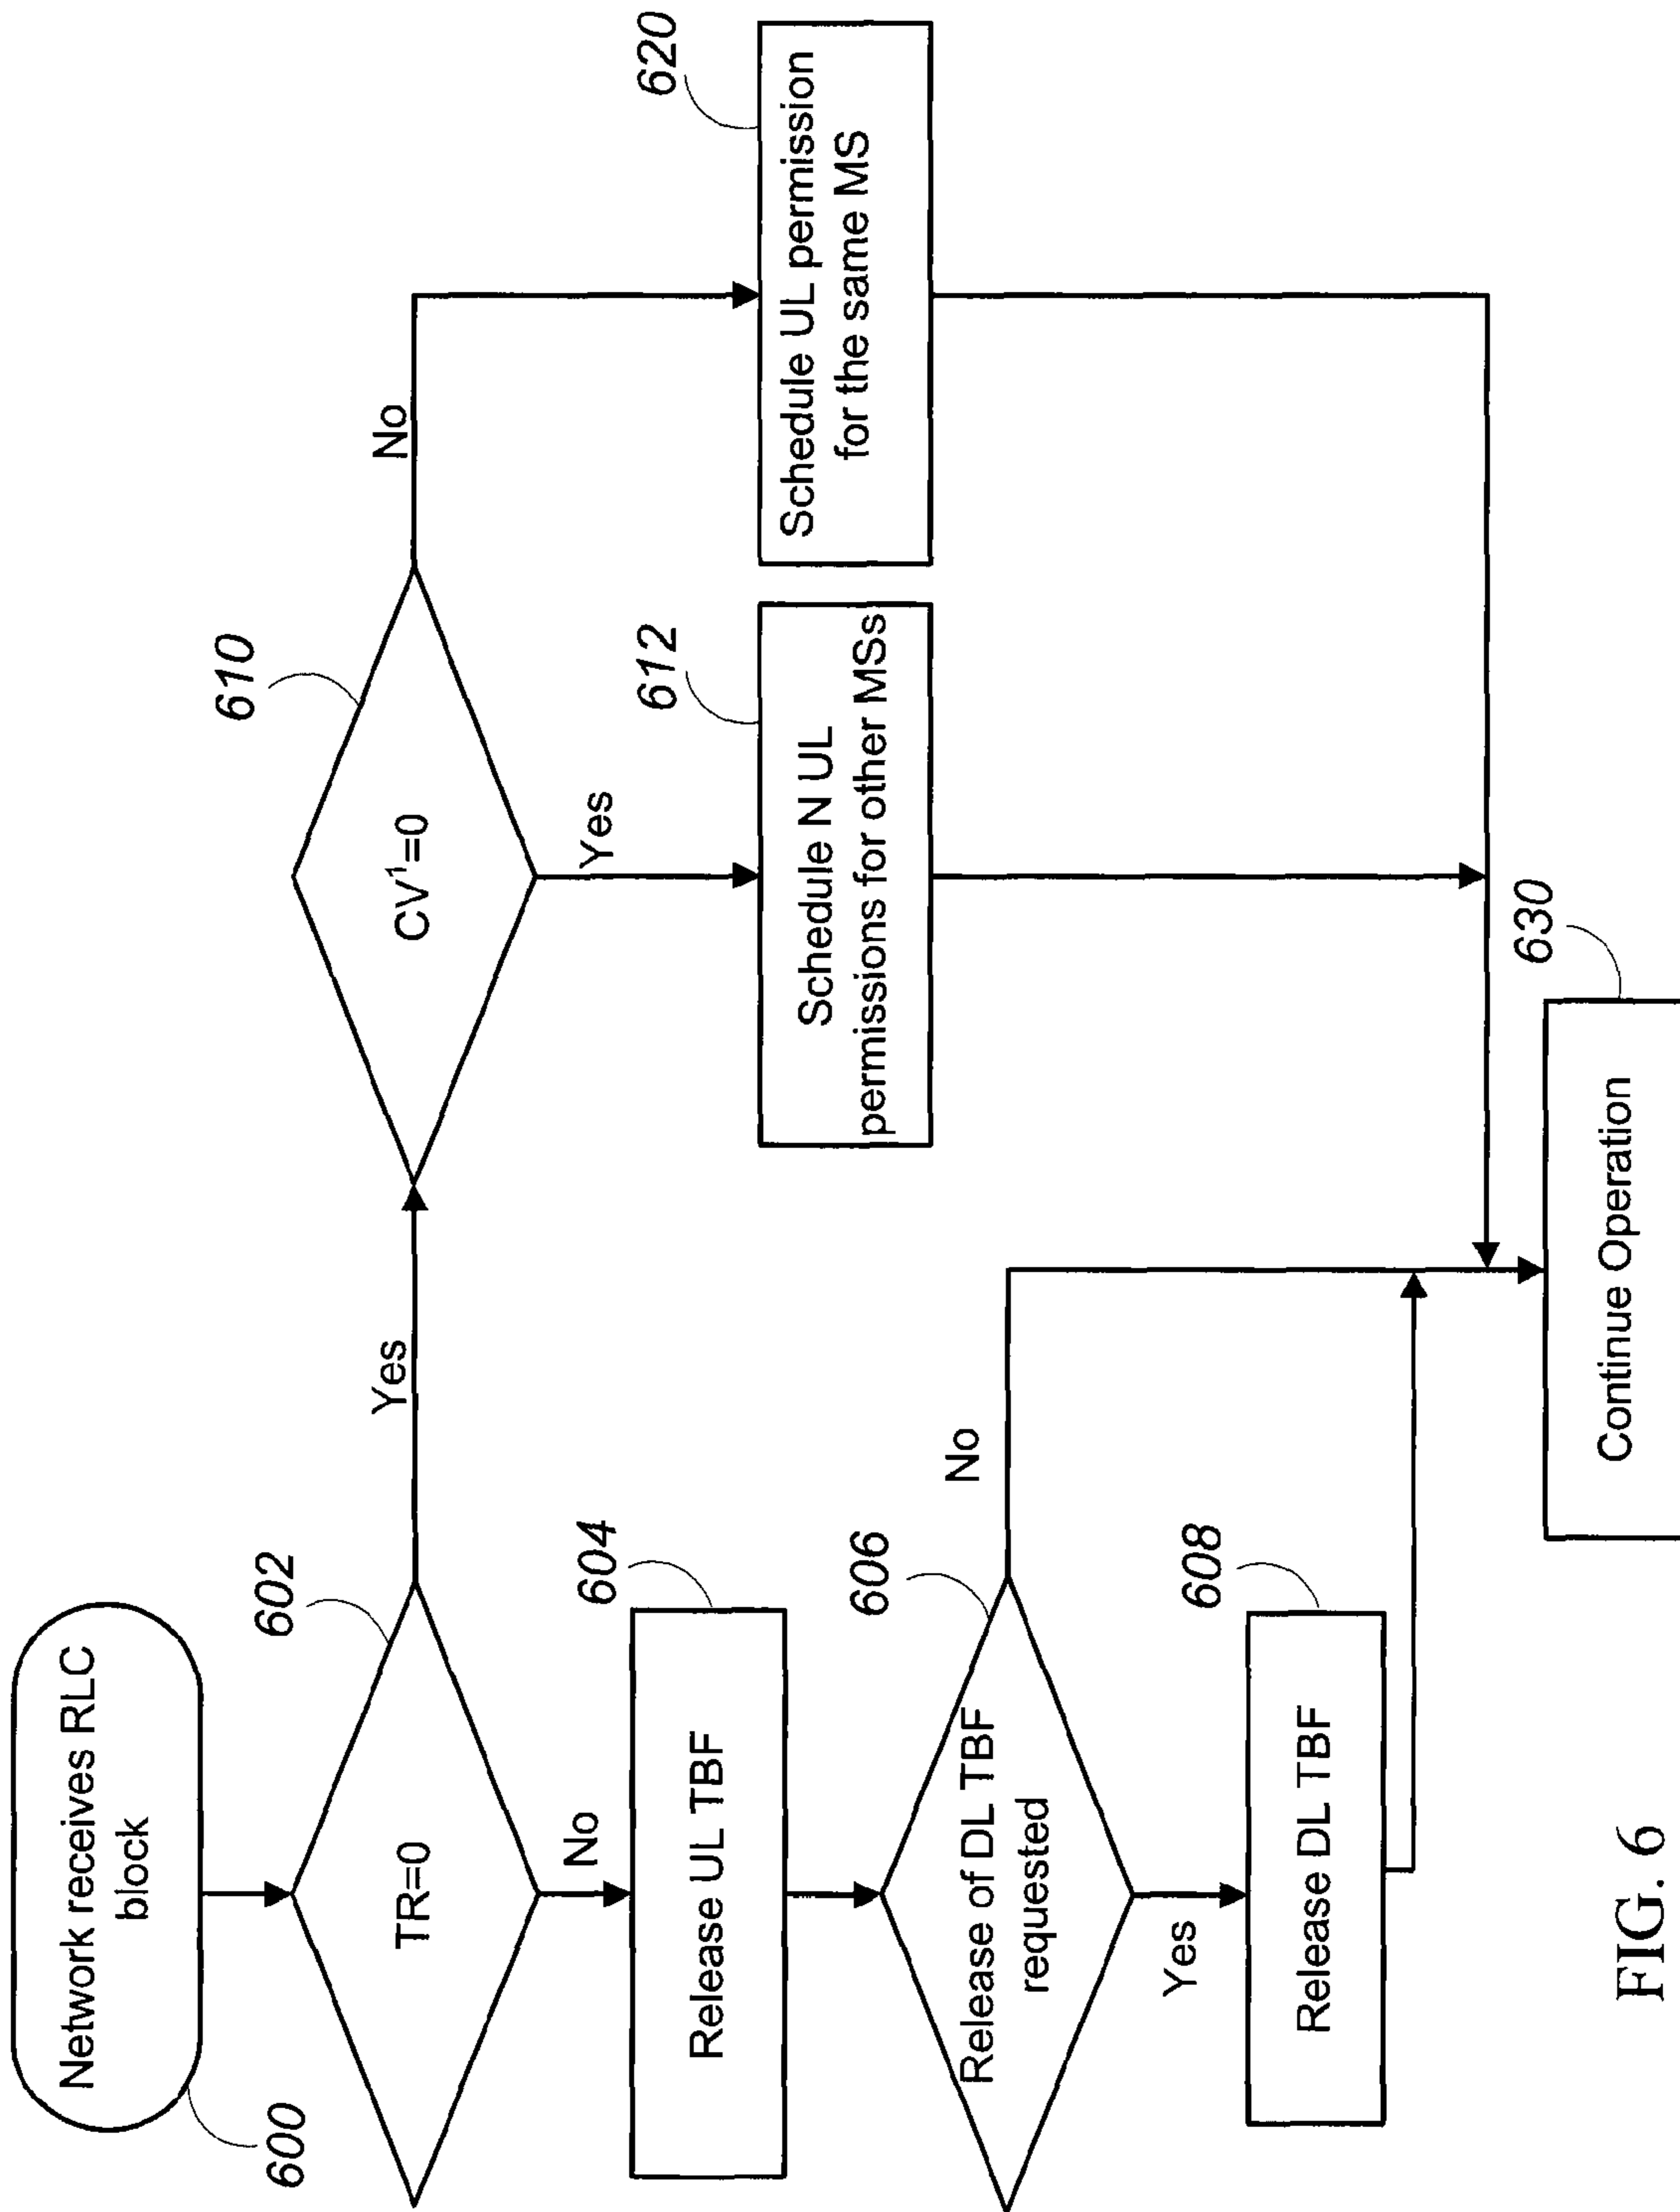 600
Network receives RLC
block
602
TR=0
Yes
No
604
Release UL TBF
606
Release of DL TBF
requested
No
Yes
608
Release DL TBF
610
CV¹=0
No
Yes
612
Schedule N UL
permissions for other MSs
620
Schedule UL permission
for the same MS
630
Continue Operation
FIG. 6